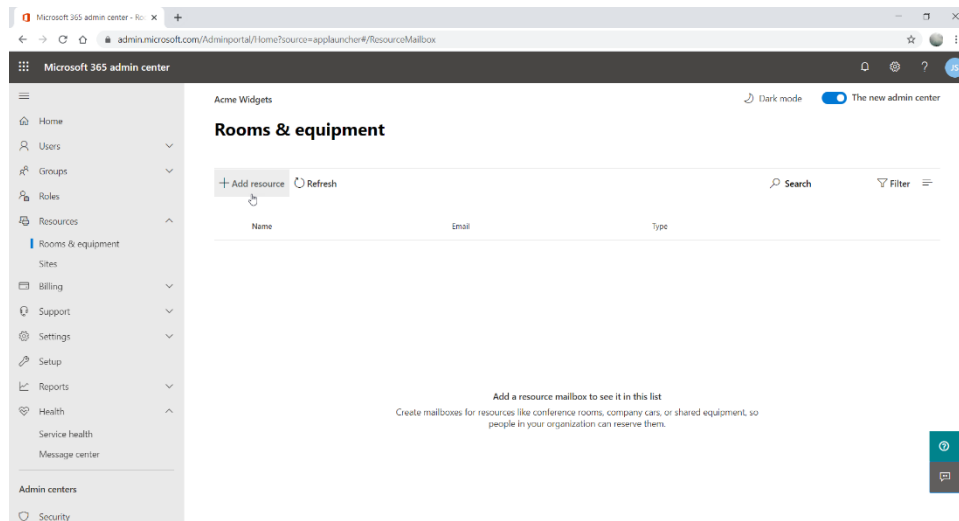 Microsoft 365 admin center - Ro
admin.microsoft.com/Adminportal/Home?source=applauncher#/ResourceMailbox
Microsoft 365 admin center
?
JS
Acme Widgets
Dark mode
The new admin center
Home
Users
Groups
Roles
Resources
Rooms & equipment
Sites
Billing
Support
Settings
Setup
Reports
Health
Service health
Message center
Admin centers
Security
Rooms & equipment
Add resource
Refresh
Search
Filter
Name
Email
Type
Add a resource mailbox to see it in this list
Create mailboxes for resources like conference rooms, company cars, or shared equipment, so
people in your organization can reserve them.